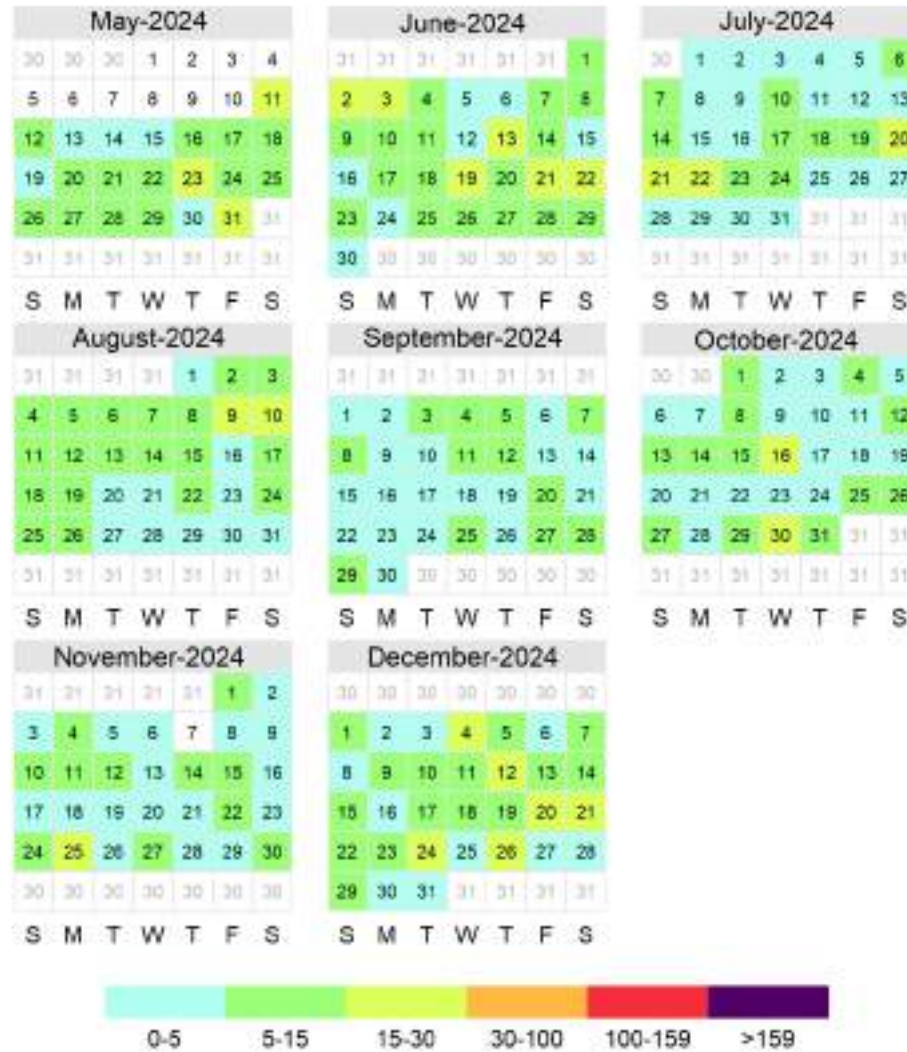 May-2024
30 30 30 1 2 3 4
5 6 7 8 9 10 11
12 13 14 15 16 17 18
19 20 21 22 23 24 25
26 27 28 29 30 31 31
31 31 31 31 31 31 31
S M T W T F S
June-2024
31 31 31 31 31 31 1
2 3 4 5 6 7 8
9 10 11 12 13 14 15
16 17 18 19 20 21 22
23 24 25 26 27 28 29
30 30 30 30 30 30 30
S M T W T F S
July-2024
30 1 2 3 4 5 6
7 8 9 10 11 12 13
14 15 16 17 18 19 20
21 22 23 24 25 26 27
28 29 30 31 31 31 31
31 31 31 31 31 31 31
S M T W T F S
August-2024
31 31 31 31 1 2 3
4 5 6 7 8 9 10
11 12 13 14 15 16 17
18 19 20 21 22 23 24
25 26 27 28 29 30 31
31 31 31 31 31 31 31
S M T W T F S
September-2024
31 31 31 31 31 31 31
1 2 3 4 5 6 7
8 9 10 11 12 13 14
15 16 17 18 19 20 21
22 23 24 25 26 27 28
29 30 30 30 30 30 30
S M T W T F S
October-2024
30 30 1 2 3 4 5
6 7 8 9 10 11 12
13 14 15 16 17 18 19
20 21 22 23 24 25 26
27 28 29 30 31 31 31
31 31 31 31 31 31 31
S M T W T F S
November-2024
31 31 31 31 31 1 2
3 4 5 6 7 8 9
10 11 12 13 14 15 16
17 18 19 20 21 22 23
24 25 26 27 28 29 30
30 30 30 30 30 30 30
S M T W T F S
December-2024
30 30 30 30 30 30 30
1 2 3 4 5 6 7
8 9 10 11 12 13 14
15 16 17 18 19 20 21
22 23 24 25 26 27 28
29 30 31 31 31 31 31
S M T W T F S
0-5 5-15 15-30 30-100 100-159 >159